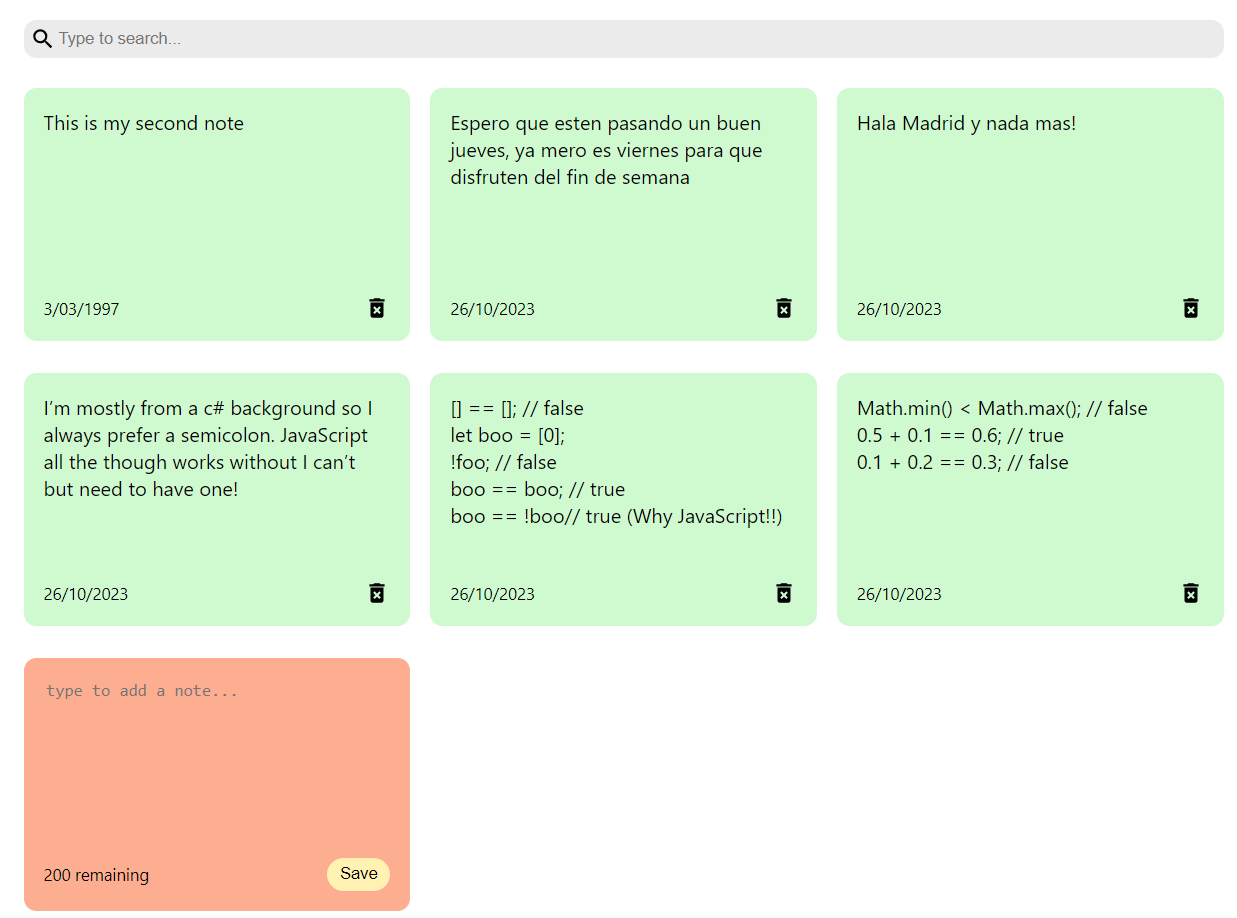 Type to search...
This is my second note
3/03/1997
Espero que esten pasando un buen
jueves, ya mero es viernes para que
disfruten del fin de semana
26/10/2023
Hala Madrid y nada mas!
26/10/2023
I’m mostly from a c# background so I
always prefer a semicolon. JavaScript
all the though works without I can’t
but need to have one!
26/10/2023
[] == []; // false
let boo = [0];
!foo; // false
boo == boo; // true
boo == !boo// true (Why JavaScript!!)
26/10/2023
Math.min() < Math.max(); // false
0.5 + 0.1 == 0.6; // true
0.1 + 0.2 == 0.3; // false
26/10/2023
type to add a note...
200 remaining
Save